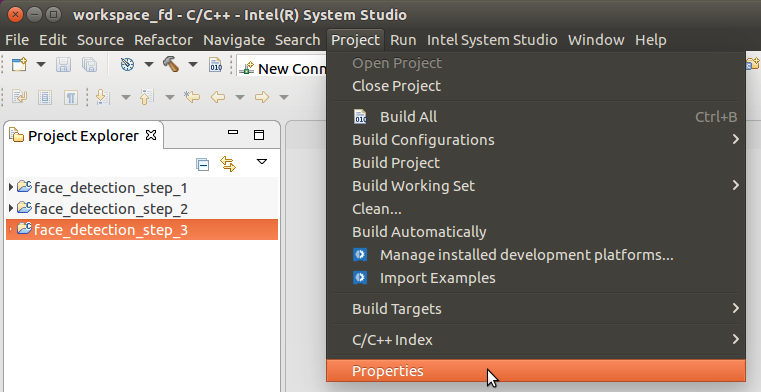 workspace_fd - C/C++ - Intel(R) System Studio
File Edit Source Refactor Navigate Search Project Run Intel System Studio Window Help
New Conn
Project Explorer
face_detection_step_1
face_detection_step_2
face_detection_step_3
Open Project
Close Project
Build All Ctrl+B
Build Configurations
Build Project
Build Working Set
Clean...
Build Automatically
Manage installed development platforms...
Import Examples
Build Targets
C/C++ Index
Properties